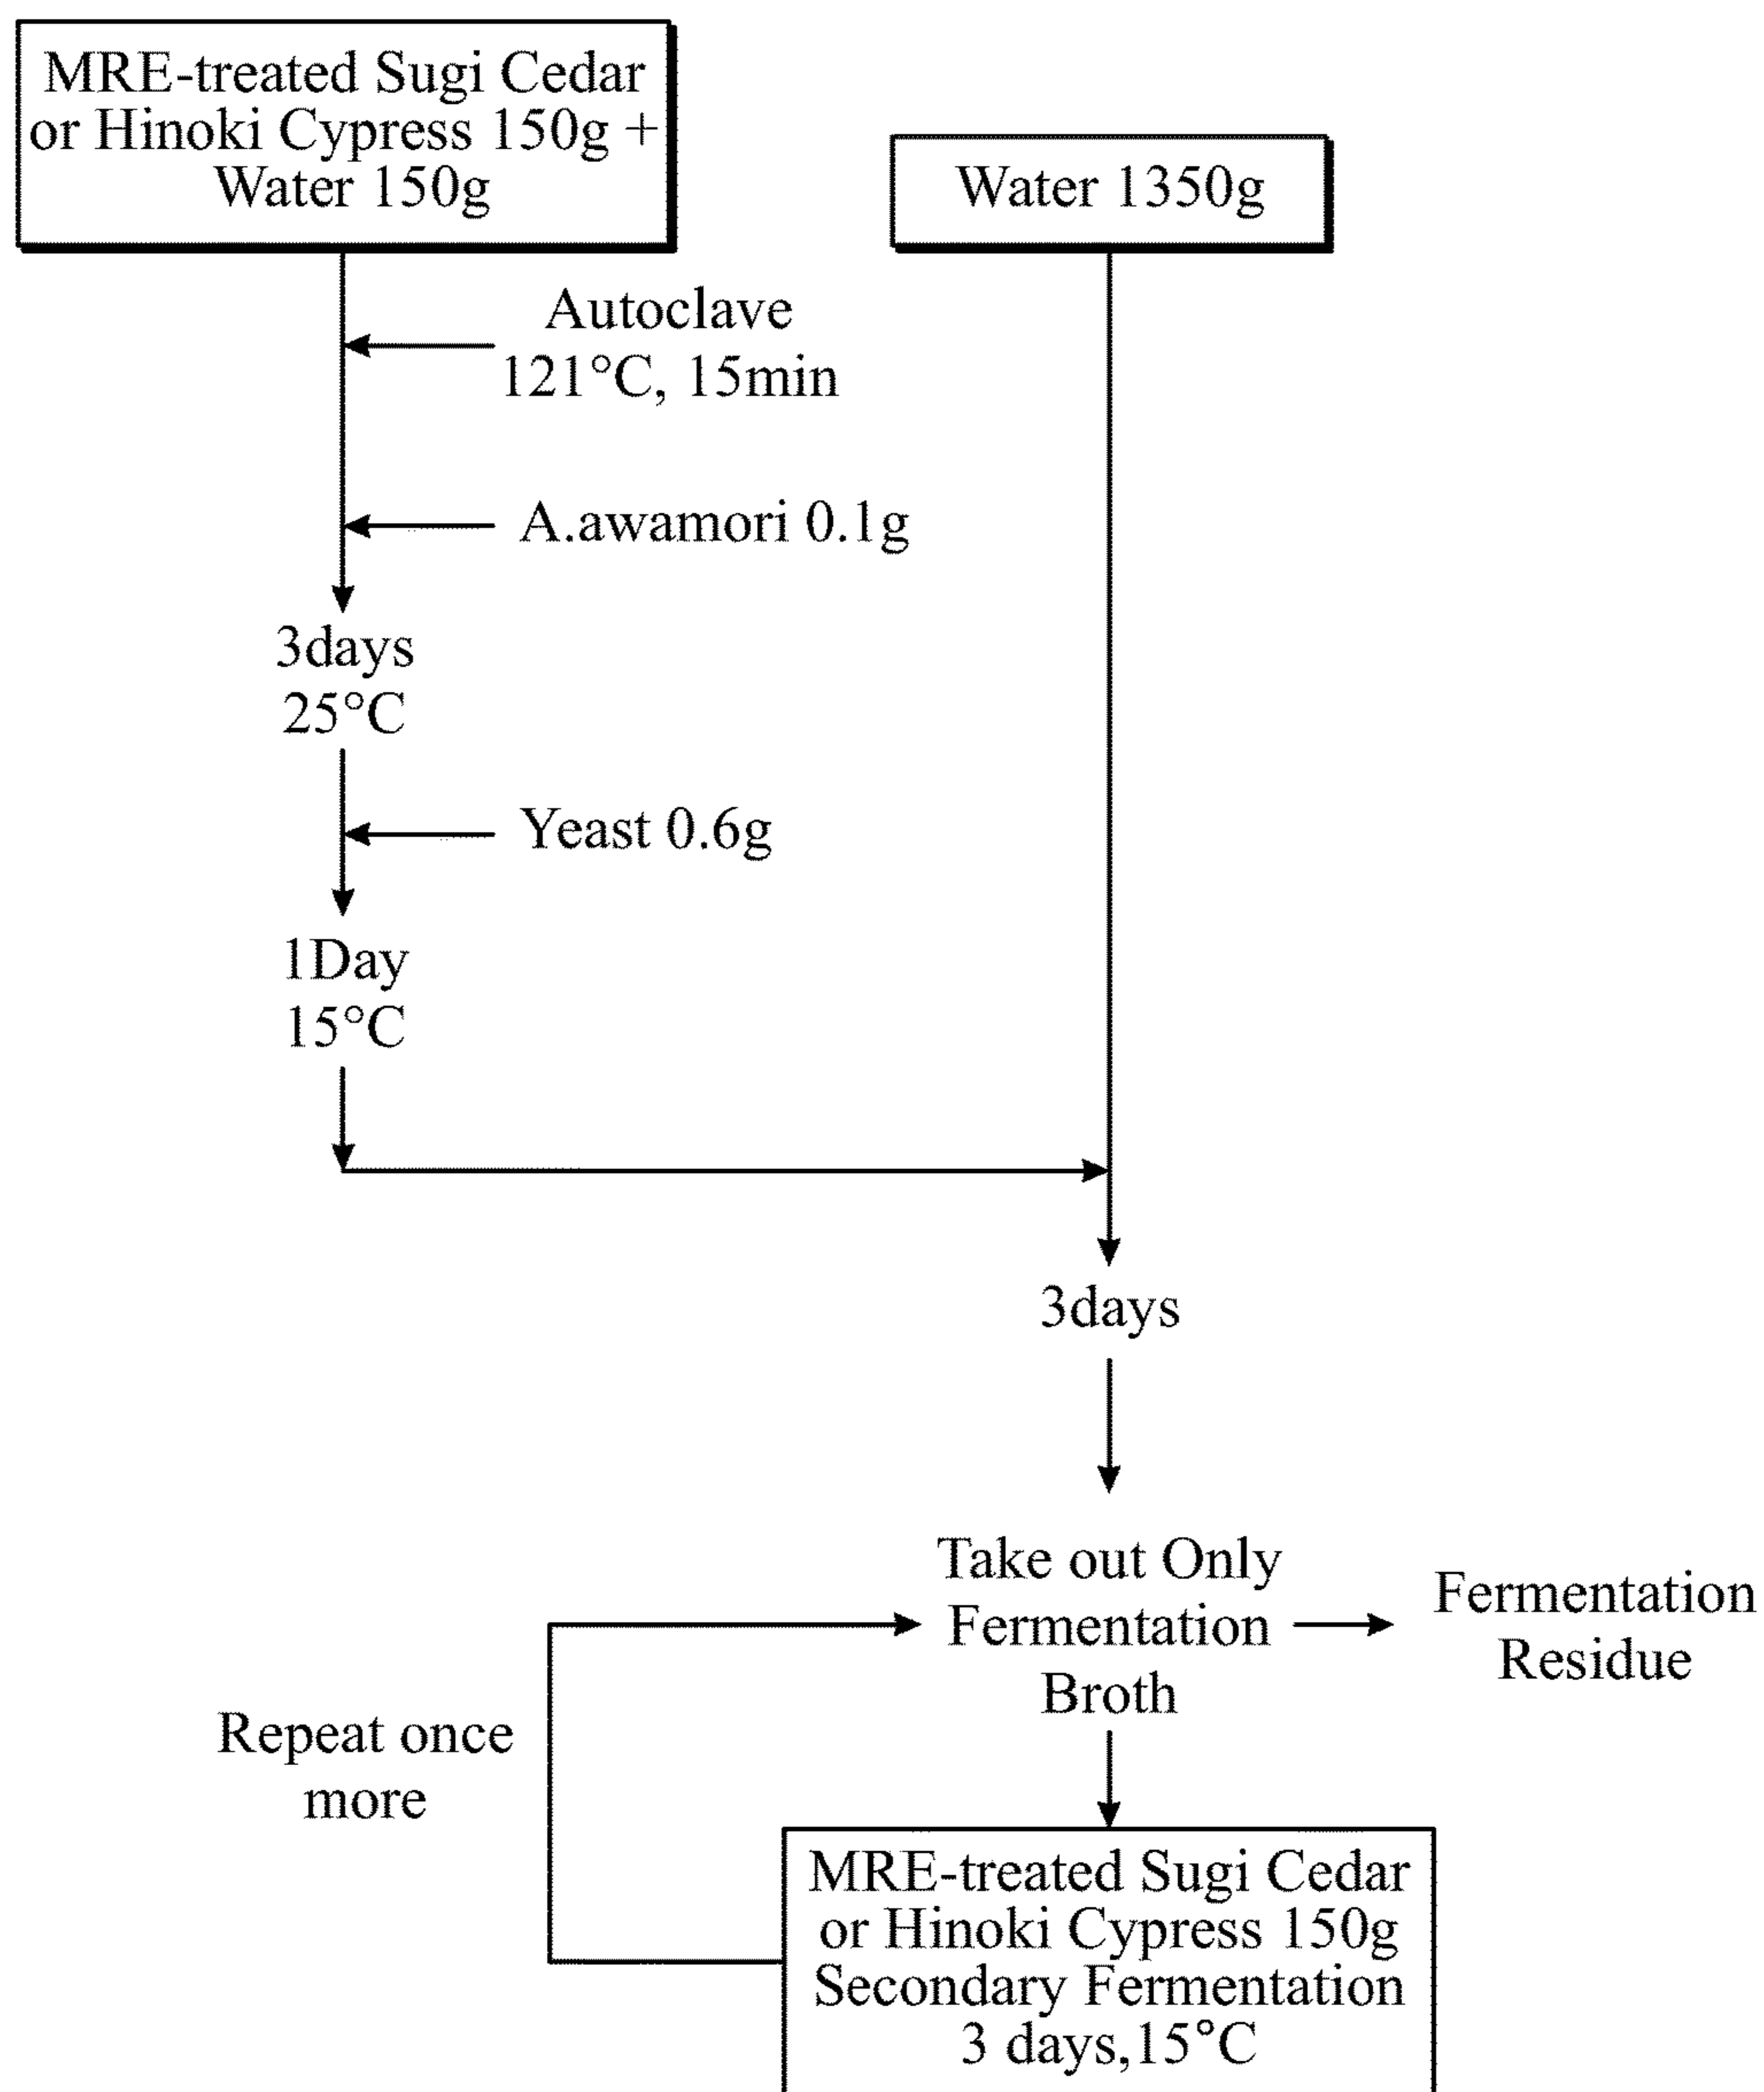 MRE-treated Sugi Cedar
or Hinoki Cypress 150g +
Water 150g
Water 1350g
Autoclave
121°C, 15min
A.awamori 0.1g
3days
25°C
Yeast 0.6g
1Day
15°C
3days
Take out Only
Fermentation
Broth
Fermentation
Residue
Repeat once
more
MRE-treated Sugi Cedar
or Hinoki Cypress 150g
Secondary Fermentation
3 days,15°C